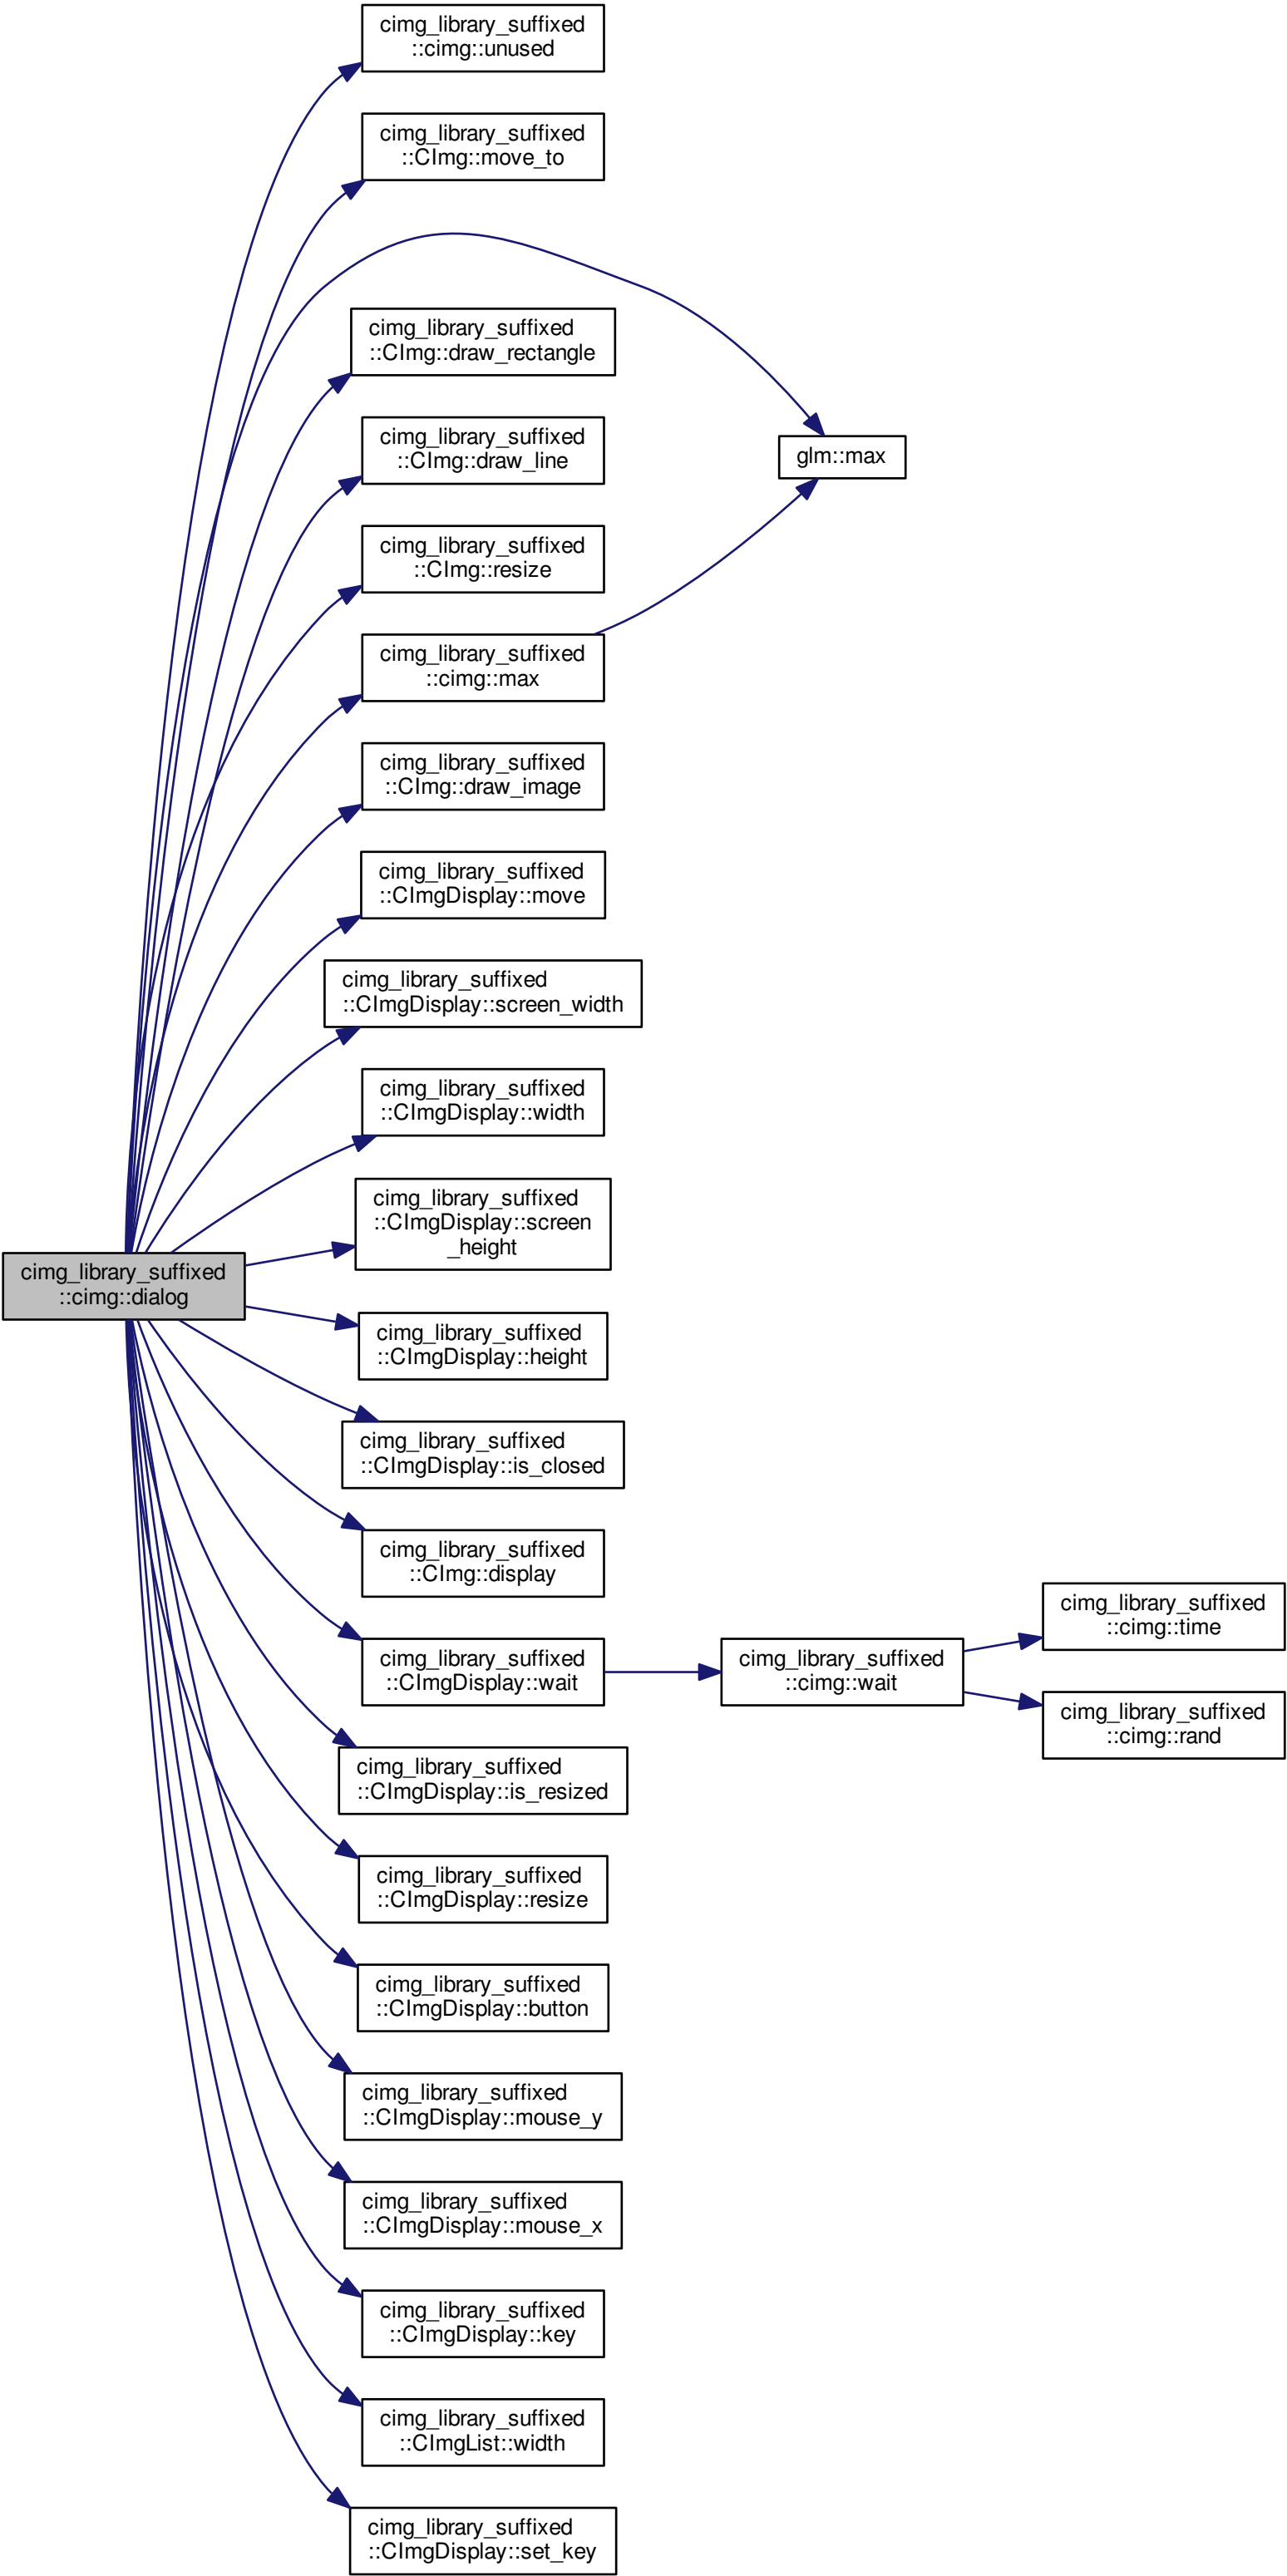 cimg_library_suffixed
::cimg::unused
cimg_library_suffixed
::CImg::move_to
cimg_library_suffixed
::CImg::draw_rectangle
cimg_library_suffixed
::CImg::draw_line
glm::max
cimg_library_suffixed
::CImg::resize
cimg_library_suffixed
::cimg::max
cimg_library_suffixed
::CImg::draw_image
cimg_library_suffixed
::CImgDisplay::move
cimg_library_suffixed
::CImgDisplay::screen_width
cimg_library_suffixed
::CImgDisplay::width
cimg_library_suffixed
::CImgDisplay::screen
_height
cimg_library_suffixed
::cimg::dialog
cimg_library_suffixed
::CImgDisplay::height
cimg_library_suffixed
::CImgDisplay::is_closed
cimg_library_suffixed
::CImg::display
cimg_library_suffixed
::CImgDisplay::wait
cimg_library_suffixed
::cimg::wait
cimg_library_suffixed
::cimg::time
cimg_library_suffixed
::cimg::rand
cimg_library_suffixed
::CImgDisplay::is_resized
cimg_library_suffixed
::CImgDisplay::resize
cimg_library_suffixed
::CImgDisplay::button
cimg_library_suffixed
::CImgDisplay::mouse_y
cimg_library_suffixed
::CImgDisplay::mouse_x
cimg_library_suffixed
::CImgDisplay::key
cimg_library_suffixed
::CImgList::width
cimg_library_suffixed
::CImgDisplay::set_key